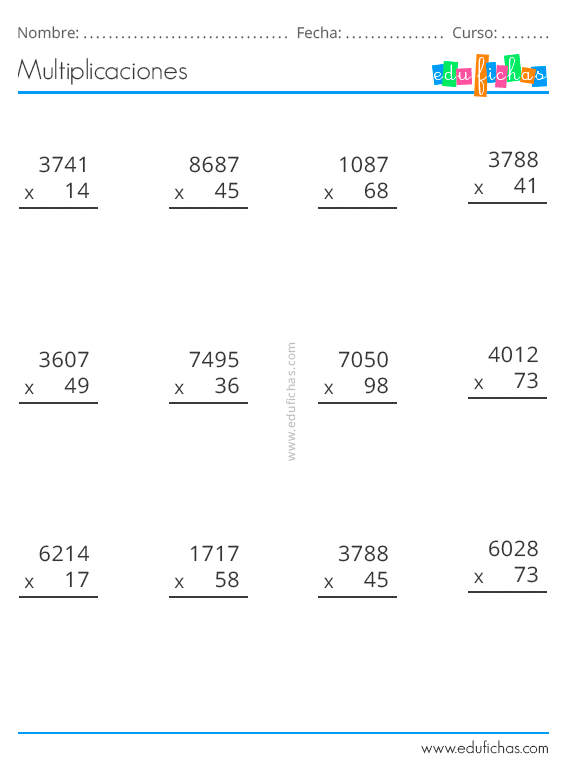 Nombre: ................................ Fecha: ................ Curso: ........
Multiplicaciones
edufichas
3741 8687 1087 3788
x 14 x 45 x 68 x 41
3607 7495 7050 4012
x 49 x 36 x 98 x 73
www.edufichas.com
6214 1717 3788 6028
x 17 x 58 x 45 x 73
www.edufichas.com